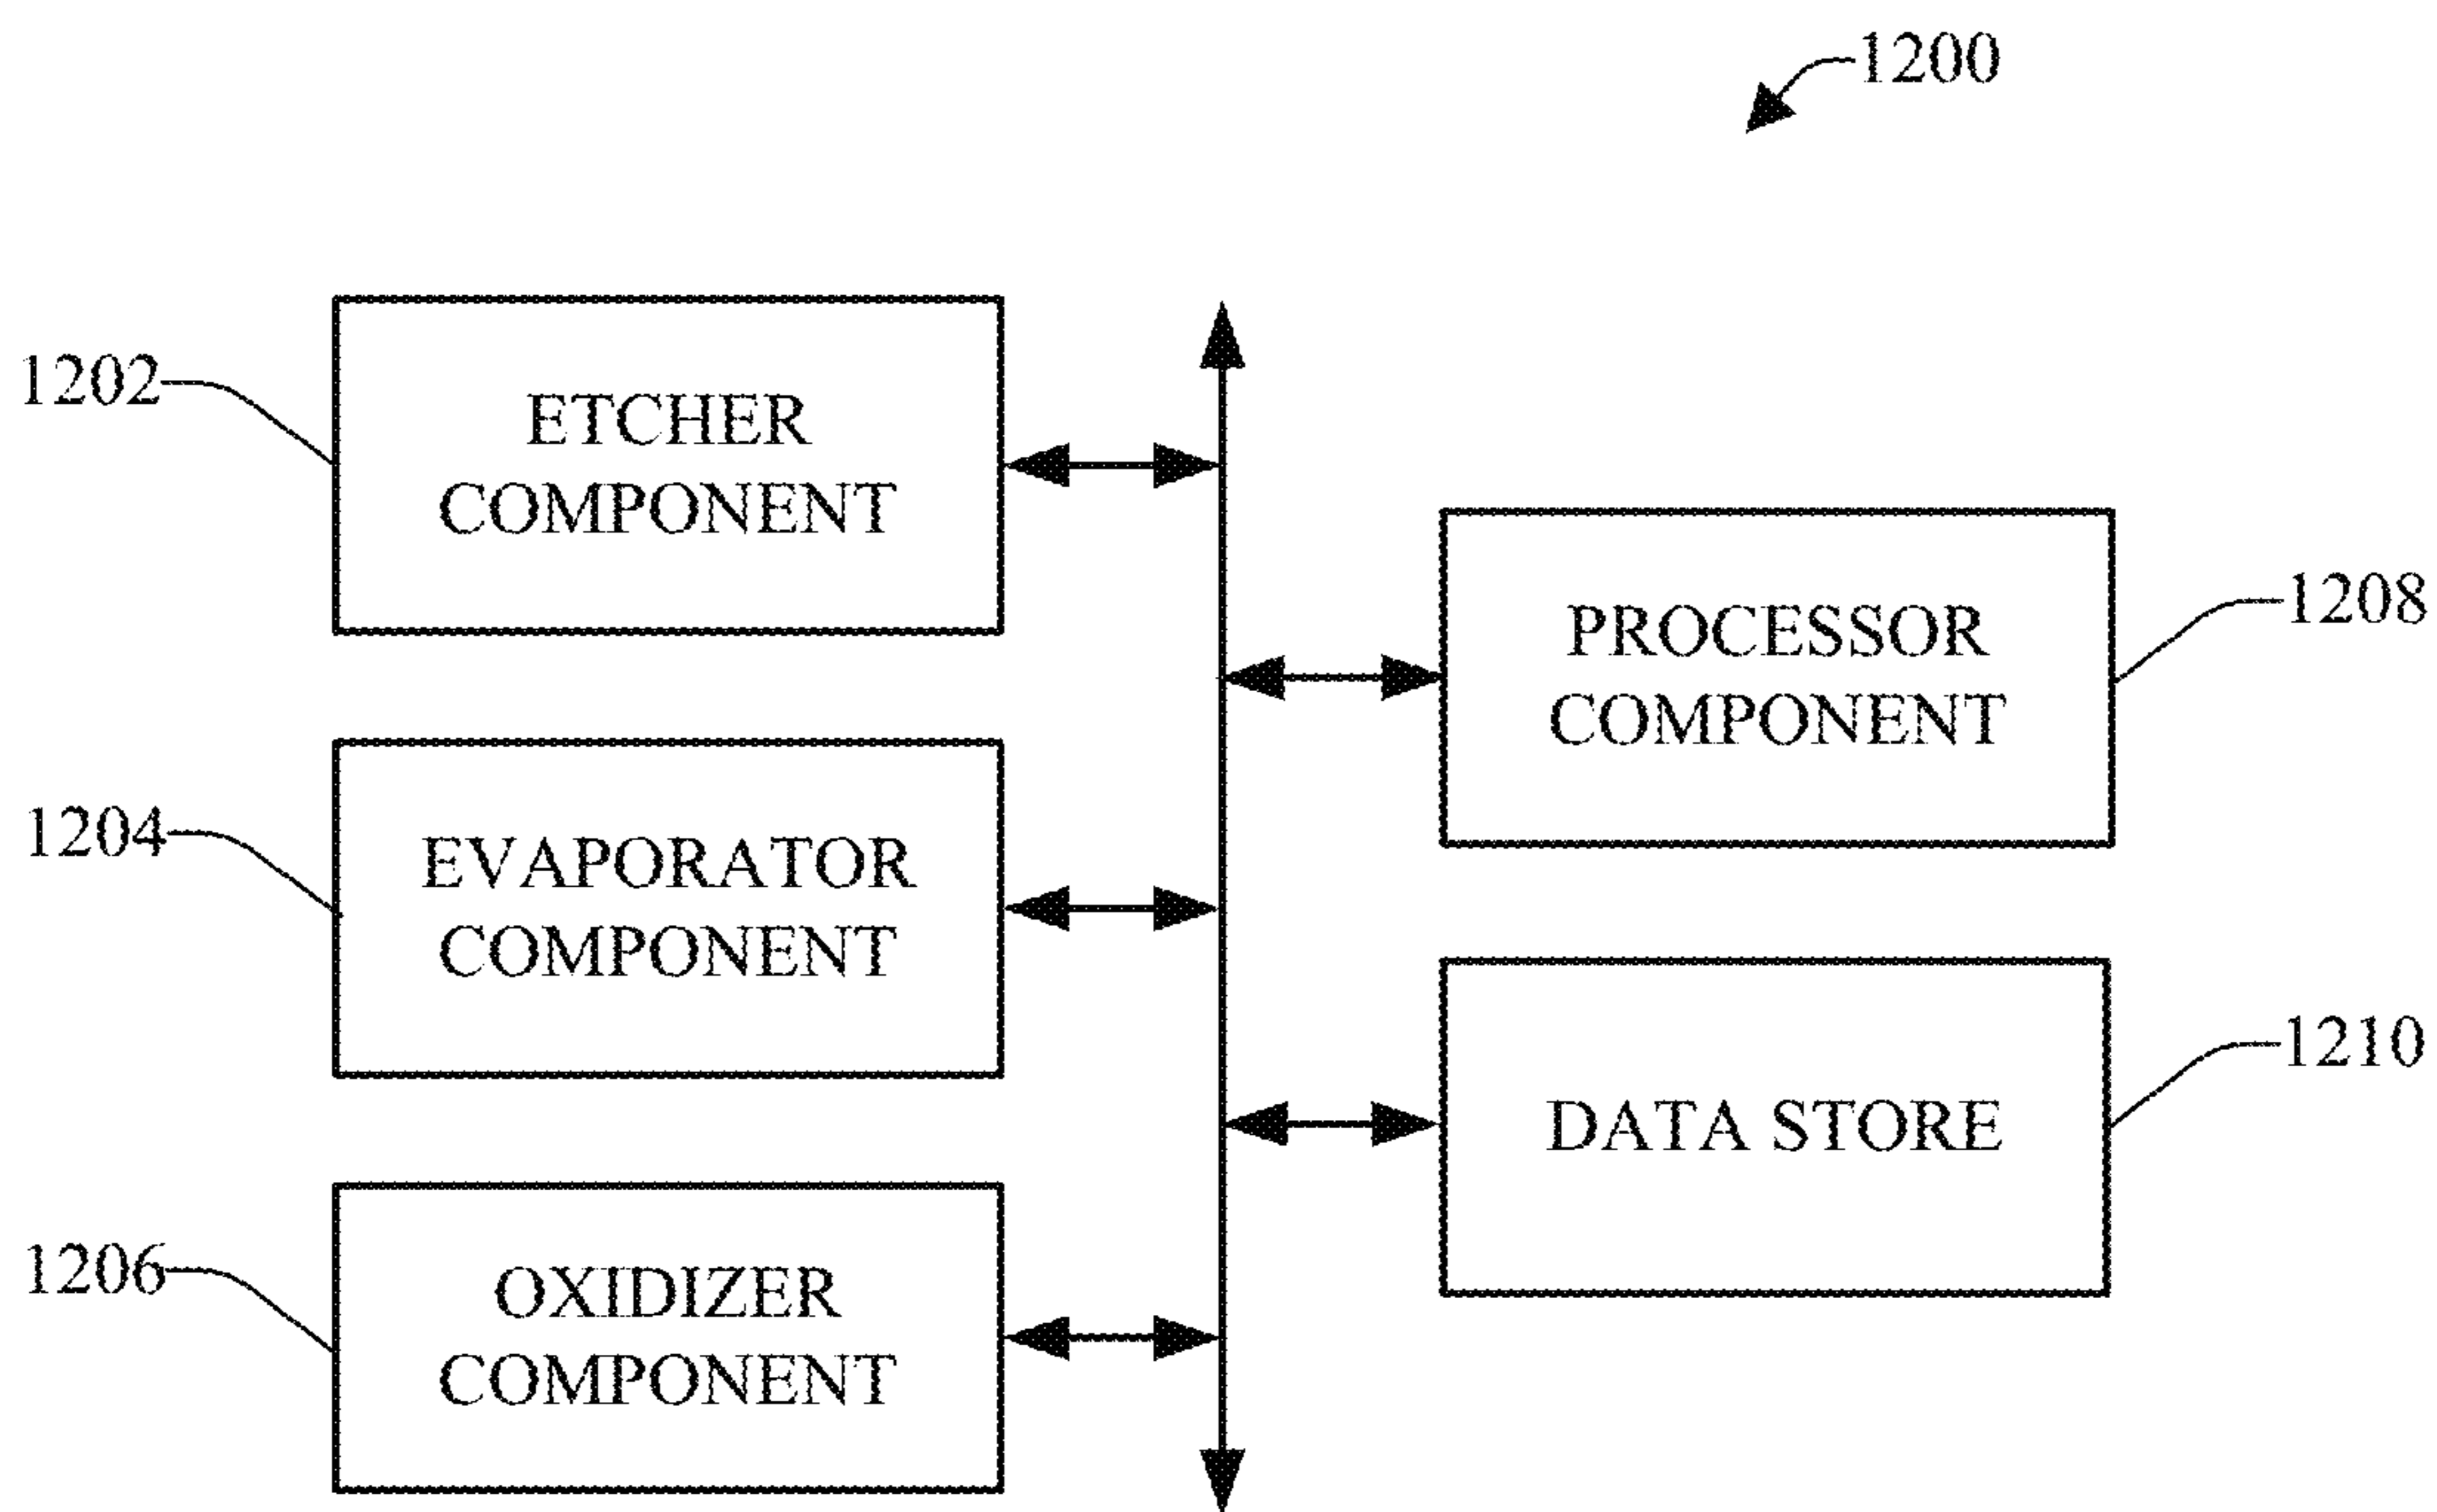 1200
1202
ETCHER
COMPONENT
1204
EVAPORATOR
COMPONENT
1206
OXIDIZER
COMPONENT
PROCESSOR
COMPONENT
1208
DATA STORE
1210